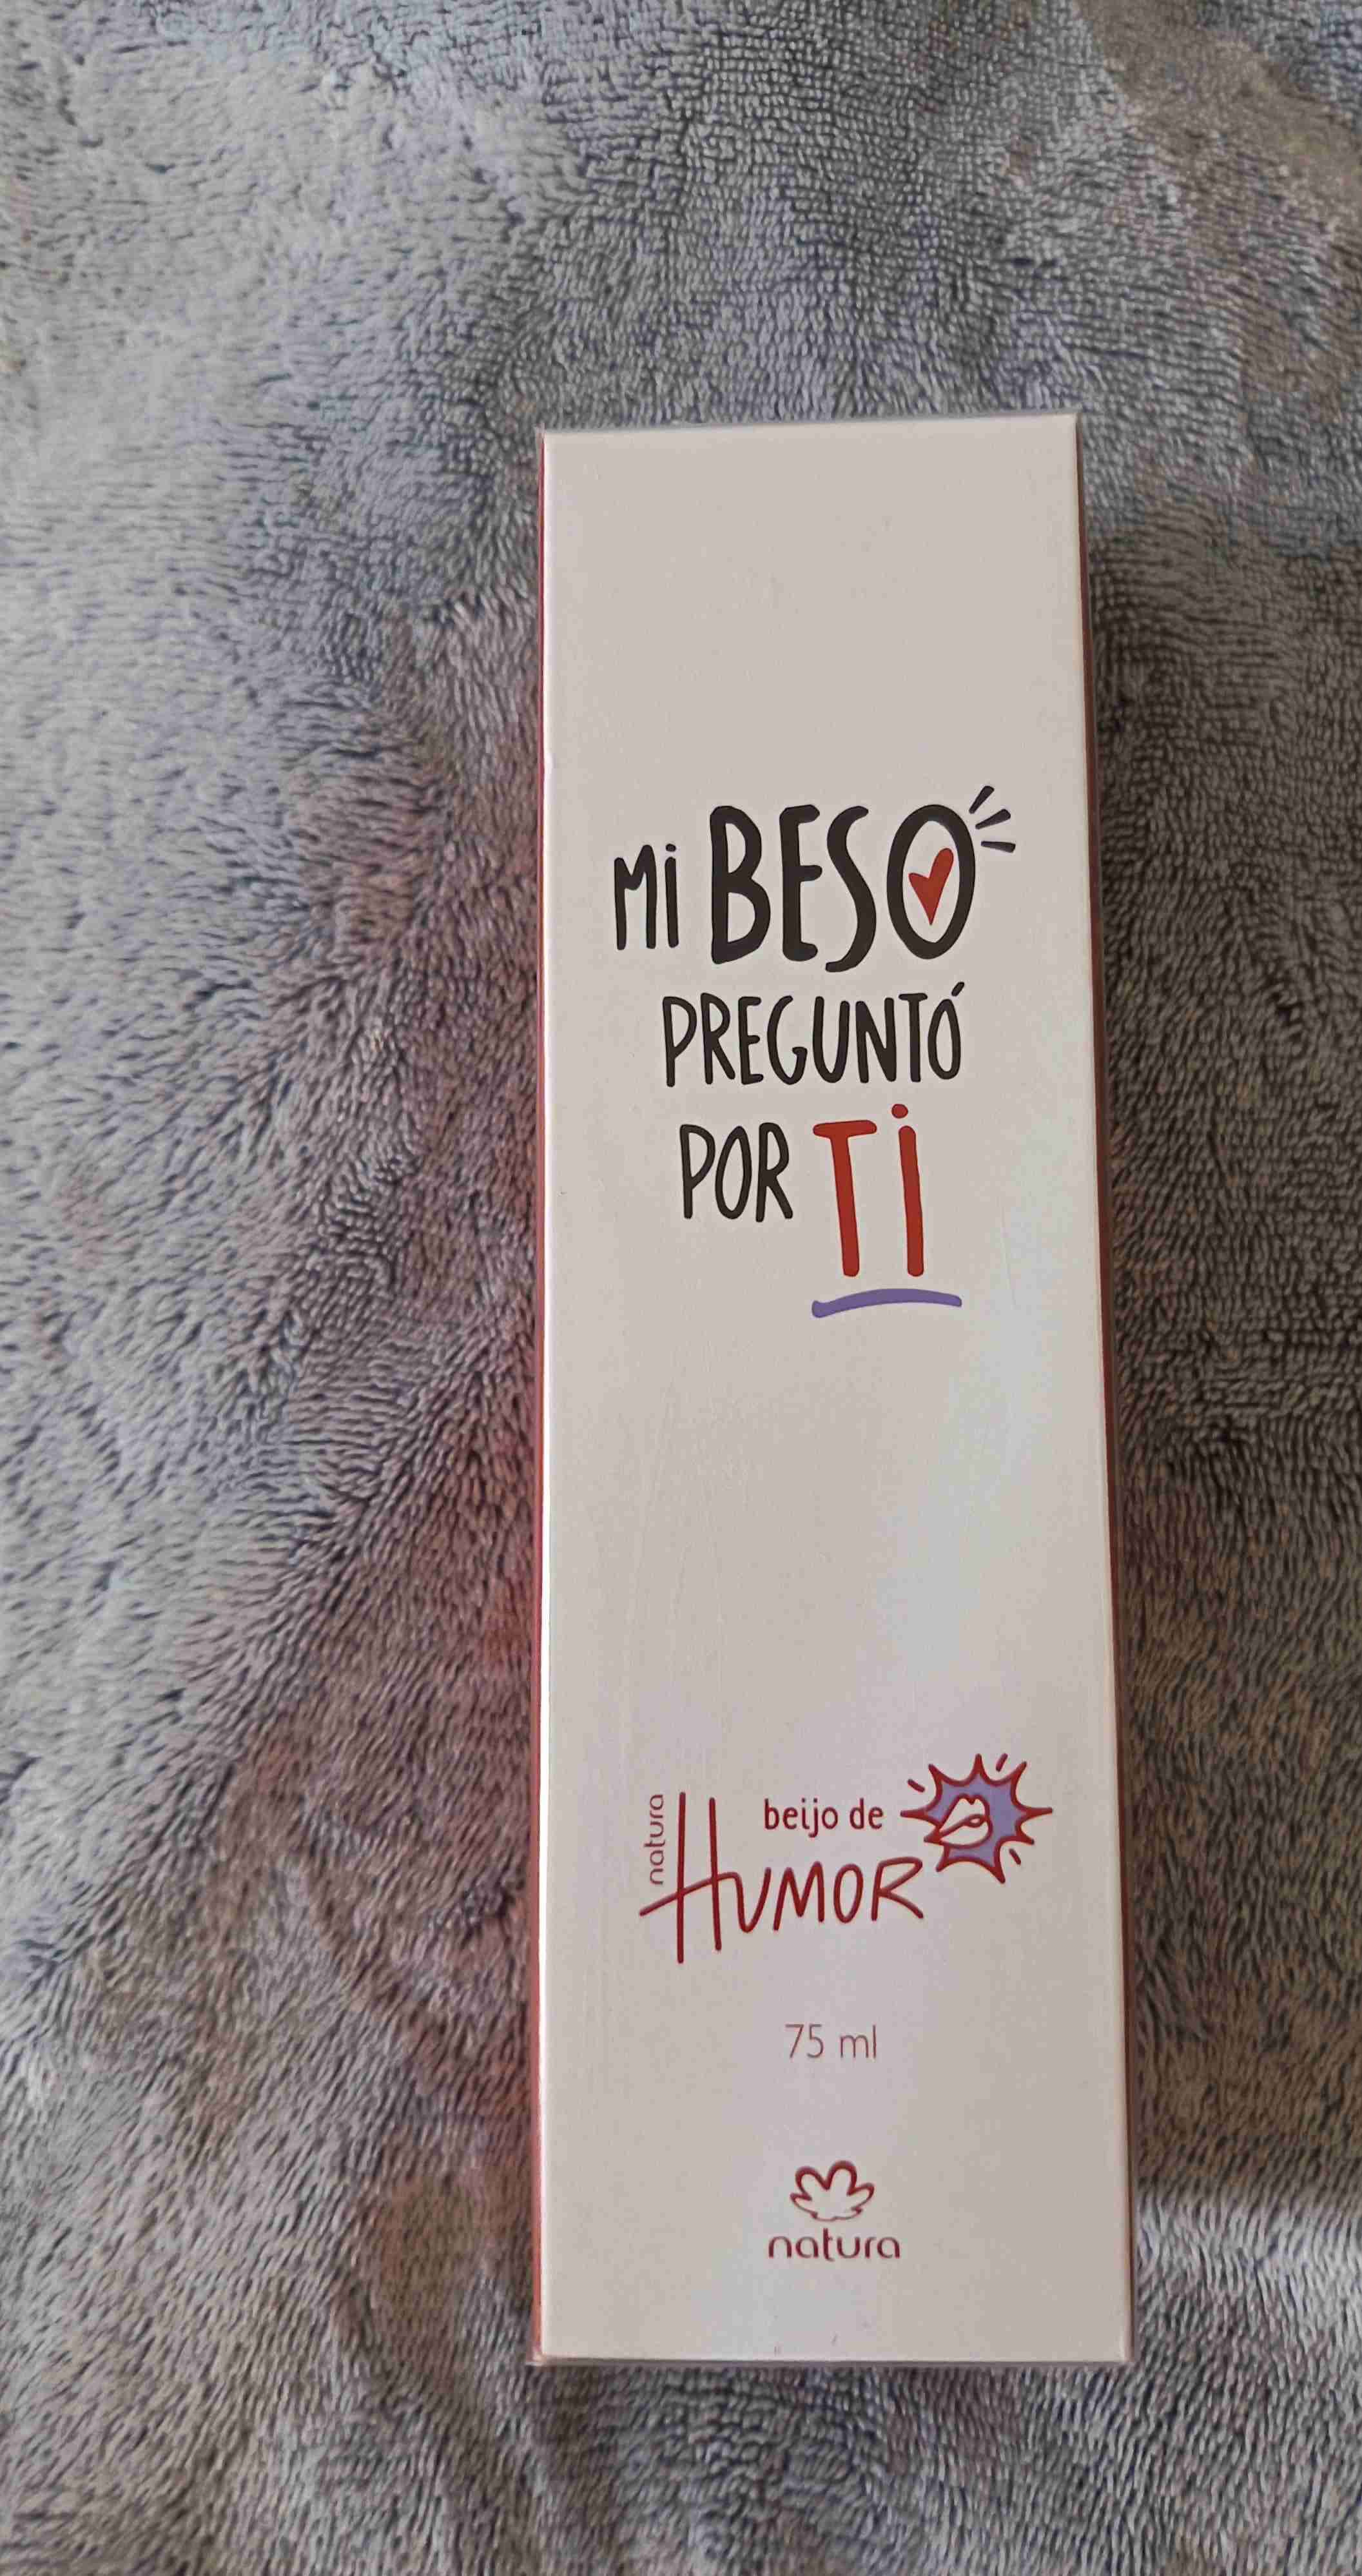 Mi BESO
PREGUNTÓ
POR Ti
natura
beijo de
HUMOR
75 ml
natura